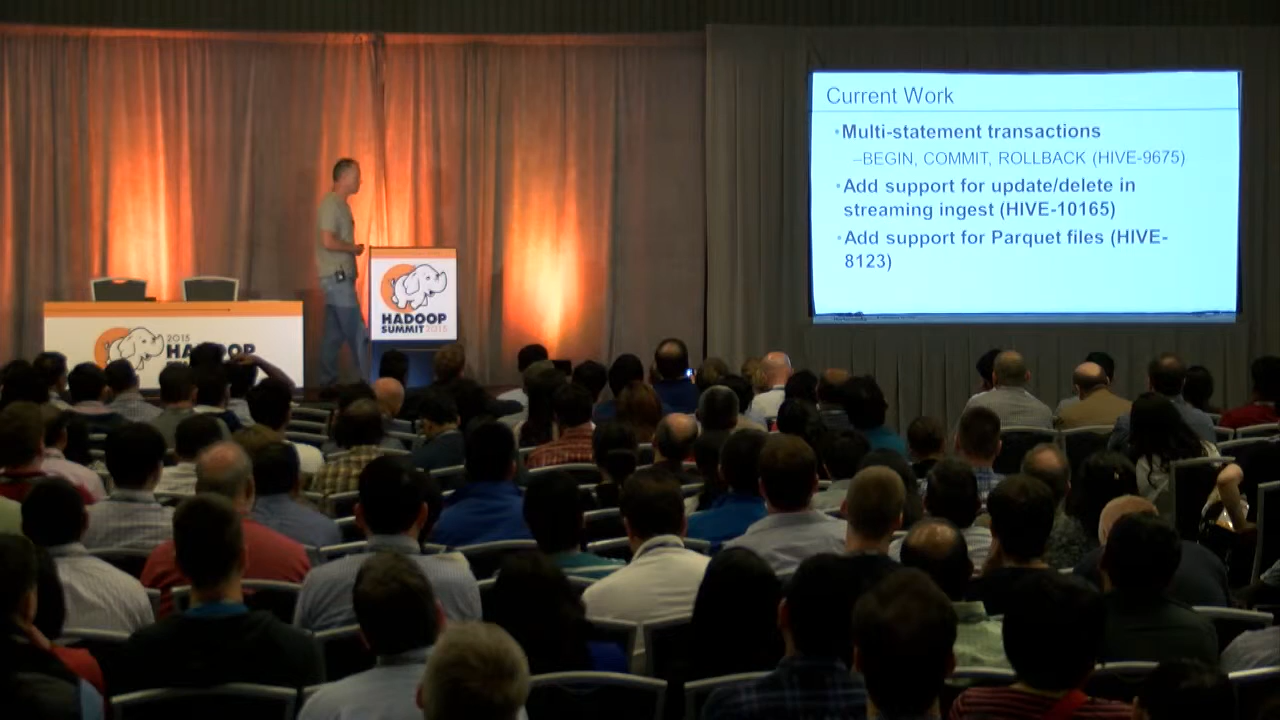 Current Work
•Multi-statement transactions
–BEGIN, COMMIT, ROLLBACK (HIVE-9675)
•Add support for update/delete in
streaming ingest (HIVE-10165)
•Add support for Parquet files (HIVE-
8123)
HADOOP
SUMMIT 2015
2015
HADOOP